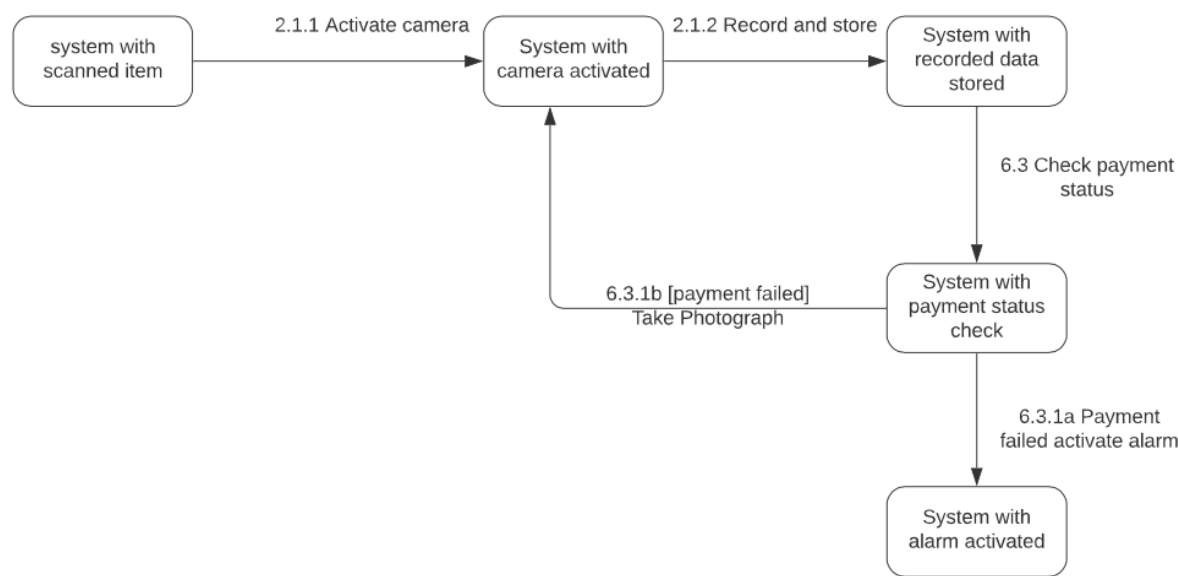 2.1.1 Activate camera
2.1.2 Record and store
system with
scanned item
System with
camera activated
System with
recorded data
stored
6.3 Check payment
status
6.3.1b [payment failed]
Take Photograph
System with
payment status
check
6.3.1a Payment
failed activate alarm
System with
alarm activated